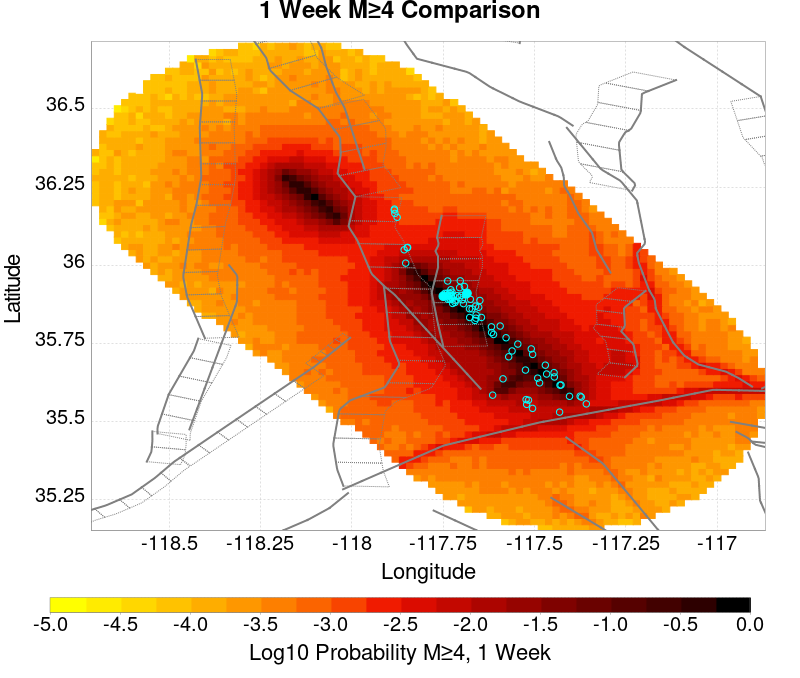 1 Week M≥4 Comparison
Latitude
36.5
36.25
36
35.75
35.5
35.25
-118.5 -118.25 -118 -117.75 -117.5 -117.25 -117
Longitude
-5.0 -4.5 -4.0 -3.5 -3.0 -2.5 -2.0 -1.5 -1.0 -0.5 0.0
Log10 Probability M≥4, 1 Week